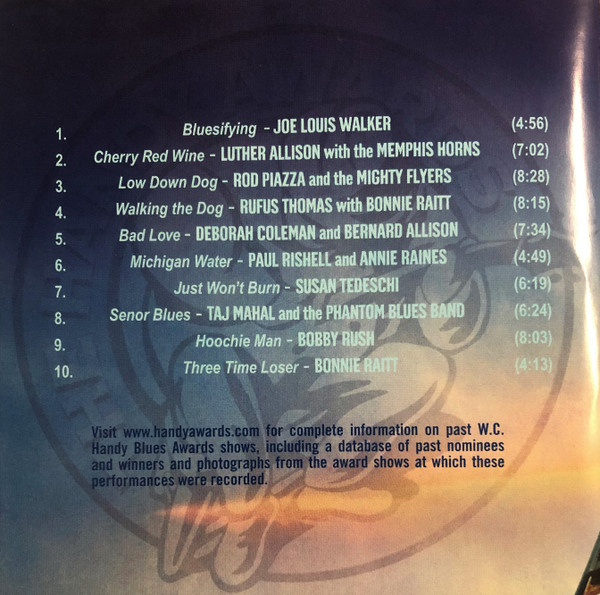 1. Bluesifying - JOE LOUIS WALKER (4:56)
2. Cherry Red Wine - LUTHER ALLISON with the MEMPHIS HORNS (7:02)
3. Low Down Dog - ROD PIAZZA and the MIGHTY FLYERS (8:28)
4. Walking the Dog - RUFUS THOMAS with BONNIE RAITT (8:15)
5. Bad Love - DEBORAH COLEMAN and BERNARD ALLISON (7:34)
6. Michigan Water - PAUL RISHELL and ANNIE RAINES (4:49)
7. Just Won't Burn - SUSAN TEDESCHI (6:19)
8. Senor Blues - TAJ MAHAL and the PHANTOM BLUES BAND (6:24)
9. Hoochie Man - BOBBY RUSH (8:03)
10. Three Time Loser - BONNIE RAITT (4:13)
Visit www.handyawards.com for complete information on past W.C.
Handy Blues Awards shows, including a database of past nominees
and winners and photographs from the award shows at which these
performances were recorded.